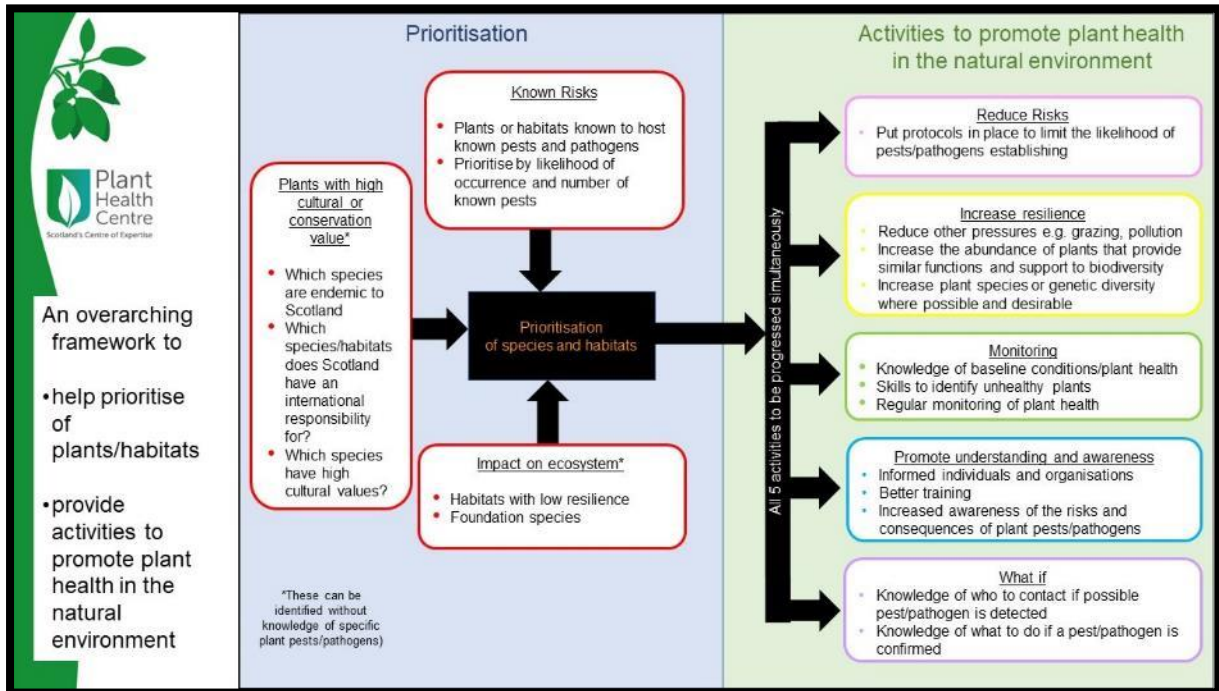 Plant
Health
Centre
Scotland's Centre of Expertise
An overarching
framework to
•help prioritise
of
plants/habitats
•provide
activities to
promote plant
health in the
natural
environment
Prioritisation
Plants with high
cultural or
conservation
value*
• Which species
are endemic to
Scotland
• Which
species/habitats
does Scotland
have an
international
responsibility
for?
• Which species
have high
cultural values?
Known Risks
• Plants or habitats known to host
known pests and pathogens
• Prioritise by likelihood of
occurrence and number of
known pests
Prioritisation
of species and habitats
Impact on ecosystem*
• Habitats with low resilience
• Foundation species
*These can be
identified without
knowledge of specific
plant pests/pathogens)
All 5 activities to be progressed simultaneously
Activities to promote plant health
in the natural environment
Reduce Risks
• Put protocols in place to limit the likelihood of
pests/pathogens establishing
Increase resilience
• Reduce other pressures e.g. grazing, pollution
• Increase the abundance of plants that provide
similar functions and support to biodiversity
• Increase plant species or genetic diversity
where possible and desirable
Monitoring
• Knowledge of baseline conditions/plant health
• Skills to identify unhealthy plants
• Regular monitoring of plant health
Promote understanding and awareness
• Informed individuals and organisations
• Better training
• Increased awareness of the risks and
consequences of plant pests/pathogens
What if
• Knowledge of who to contact if possible
pest/pathogen is detected
• Knowledge of what to do if a pest/pathogen is
confirmed